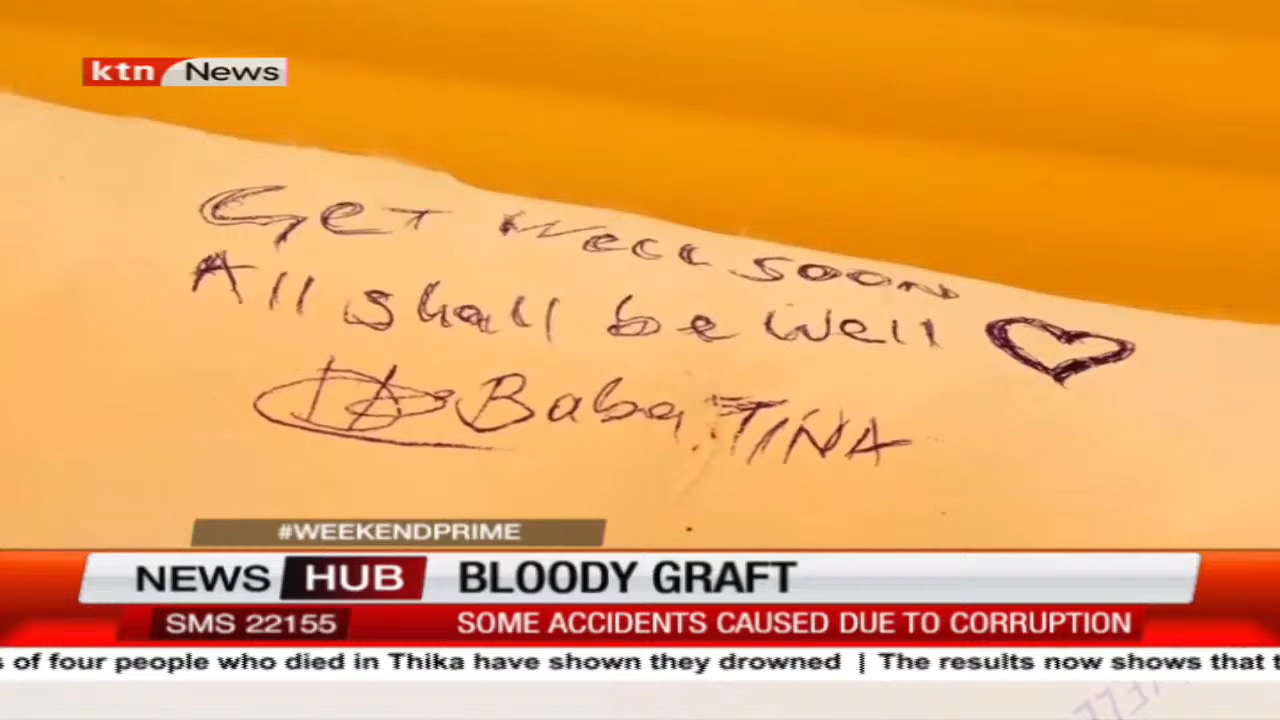 ktn News
GET Well SOON
All shall be well
Baba TINA
#WEEKENDPRIME
NEWS HUB BLOODY GRAFT
SMS 22155 SOME ACCIDENTS CAUSED DUE TO CORRUPTION
s of four people who died in Thika have shown they drowned | The results now shows that t